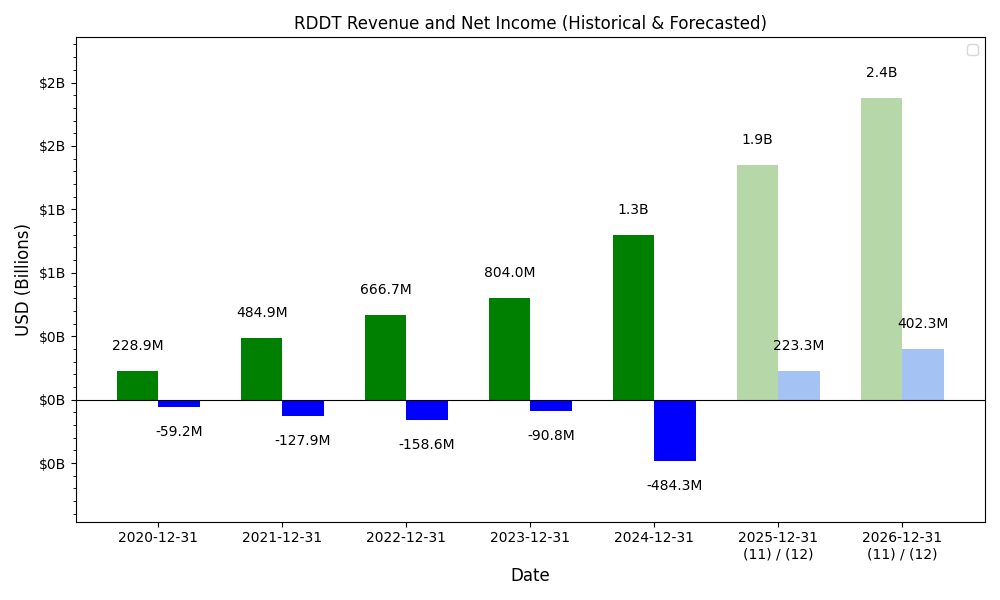 RDDT Revenue and Net Income (Historical & Forecasted)
USD (Billions)
$2B
$2B
$1B
$1B
$0B
$0B
$0B
228.9M
-59.2M
484.9M
-127.9M
666.7M
-158.6M
804.0M
-90.8M
1.3B
-484.3M
1.9B
223.3M
2.4B
402.3M
2020-12-31
2021-12-31
2022-12-31
2023-12-31
2024-12-31
2025-12-31
(11) / (12)
2026-12-31
(11) / (12)
Date